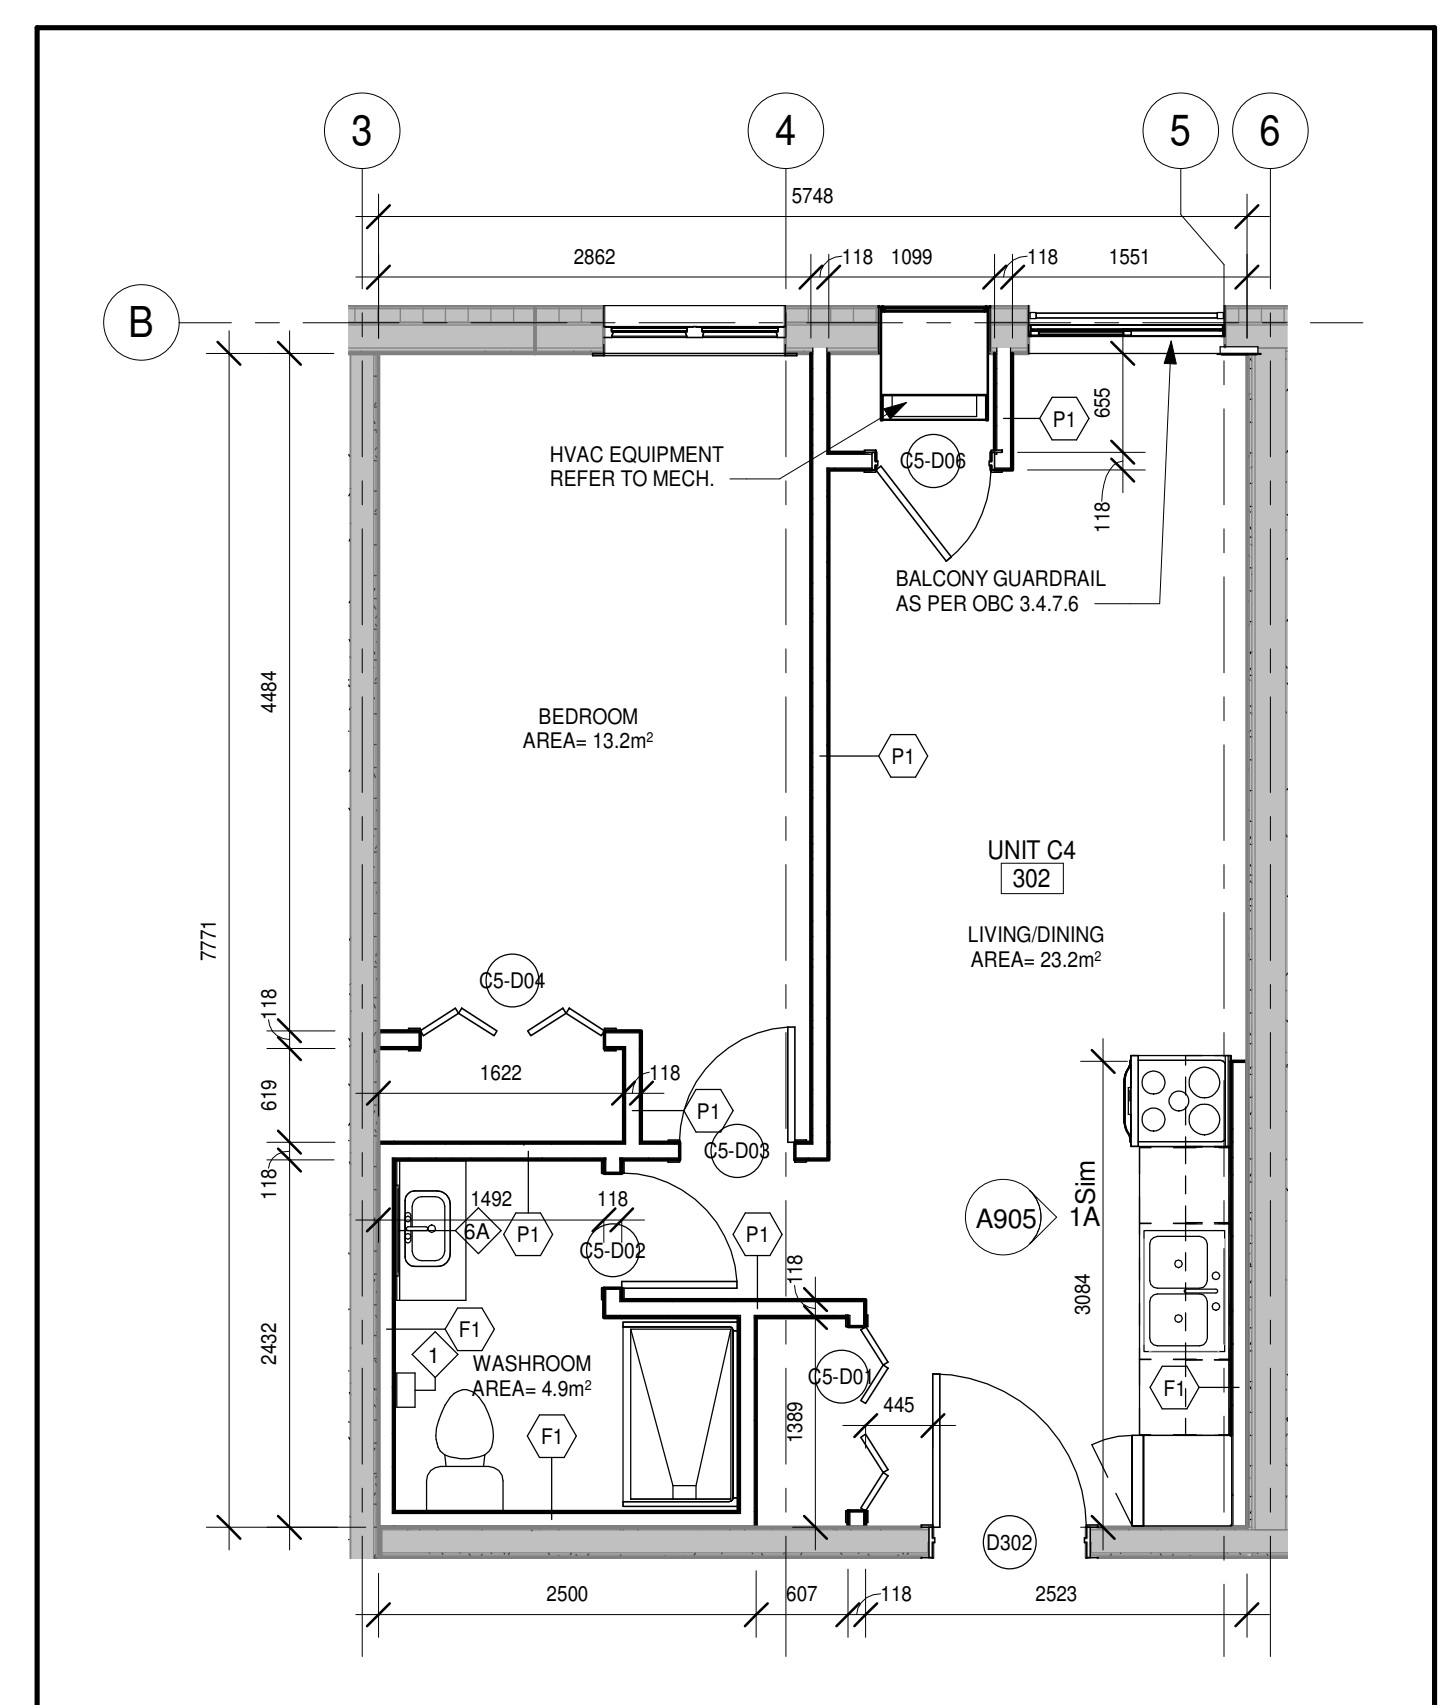 3
4
5
6
5748
2862
118
1099
118
1551
B
655
P1
HVAC EQUIPMENT
REFER TO MECH.
C5-D06
118
BALCONY GUARDRAIL
AS PER OBC 3.4.7.6
4484
BEDROOM
AREA= 13.2m²
P1
UNIT C4
302
7771
LIVING/DINING
AREA= 23.2m²
C5-D04
118
1622
118
619
P1
C5-D03
118
1492
118
6A
P1
C5-D02
P1
A905
1A
Sim
118
3084
2432
F1
1
WASHROOM
AREA= 4.9m²
C5-D01
F1
445
1389
F1
D302
2500
607
118
2523